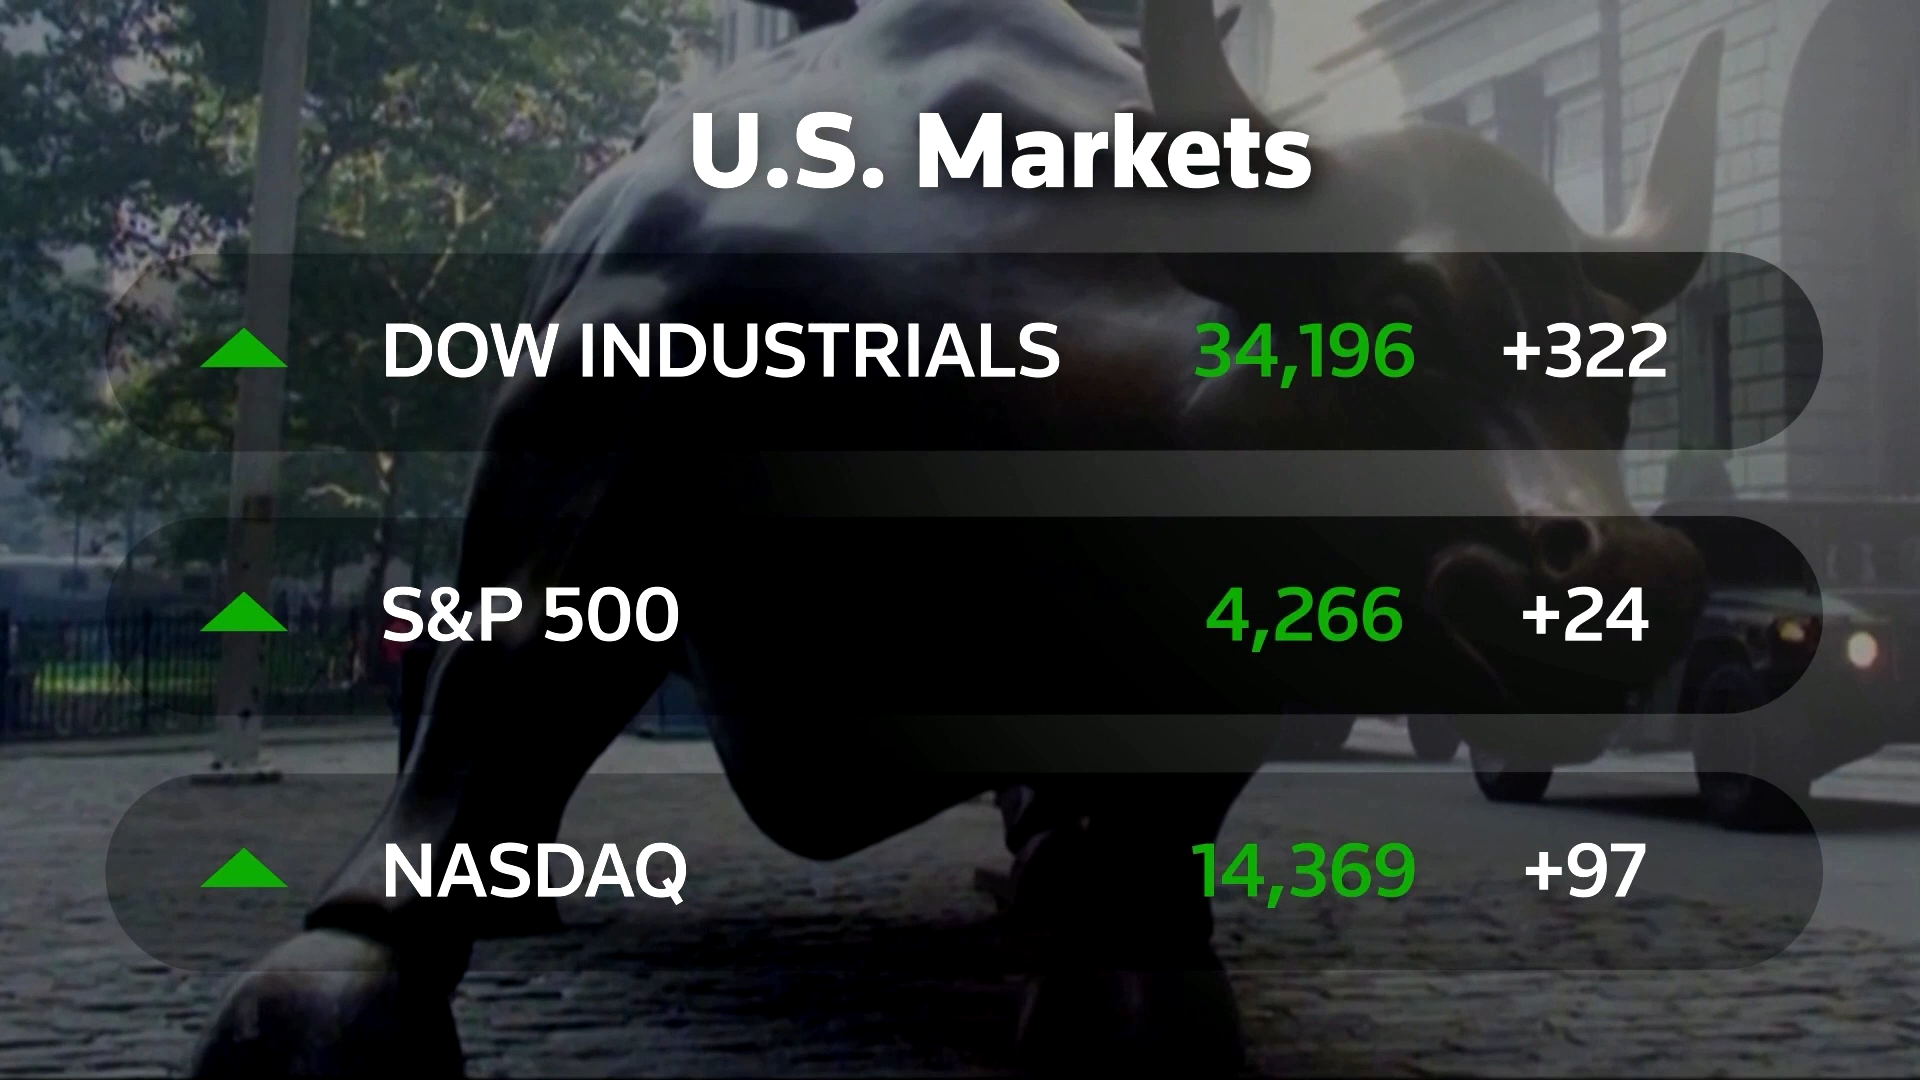 U.S. Markets
DOW INDUSTRIALS 34,196 +322
S&P 500 4,266 +24
NASDAQ 14,369 +97